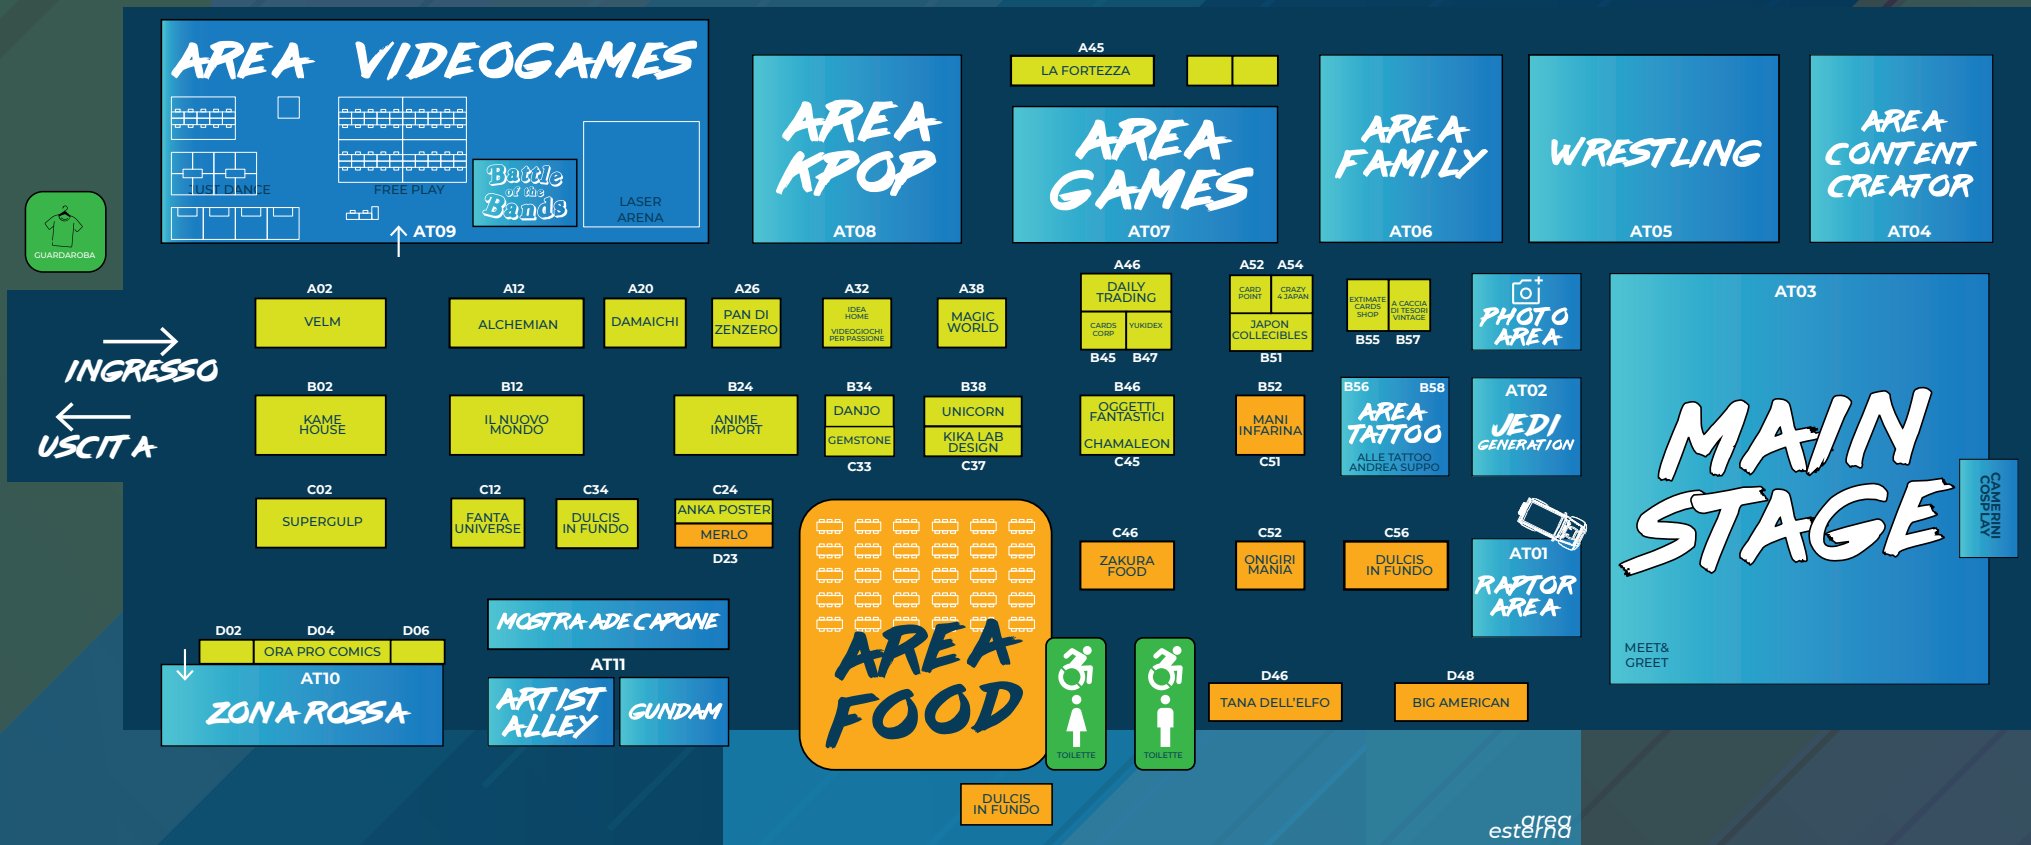 AREA VIDEOGAMES
JUST DANCE
FREE PLAY
Battle
of the
Bands
LASER
ARENA
AT09
AREA
KPOP
AT08
A45
LA FORTEZZA
AREA
GAMES
AT07
AREA
FAMILY
AT06
WRESTLING
AT05
AREA
CONTENT
CREATOR
AT04
GUARDAROBA
INGRESSO
USCITA
A02
VELM
A12
ALCHEMIAN
A20
DAMAICHI
A26
PAN DI
ZENZERO
A32
IDEA
HOME
VIDEOGIOCHI
PER PASSIONE
A38
MAGIC
WORLD
A46
DAILY
TRADING
CARDS
CORP
YUKIDEX
B45 B47
A52 A54
CARD
POINT
CRAZY
4 JAPAN
JAPON
COLLECIBLES
B51
EXTIMATE
CARDS
SHOP
A CACCIA
DI TESORI
VINTAGE
B55 B57
PHOTO
AREA
AT03
MAIN
STAGE
MEET&
GREET
CAMERINI
COSPLAY
B02
KAME
HOUSE
B12
IL NUOVO
MONDO
B24
ANIME
IMPORT
B34
DANJO
GEMSTONE
C33
B38
UNICORN
KIKA LAB
DESIGN
C37
B46
OGGETTI
FANTASTICI
CHAMALEON
C45
B52
MANI
INFARINA
C51
B56 B58
AREA
TATTOO
ALLE TATTOO
ANDREA SUPPO
AT02
JEDI
GENERATION
C02
SUPERGULP
C12
FANTA
UNIVERSE
C34
DULCIS
IN FUNDO
C24
ANKA POSTER
MERLO
D23
AREA
FOOD
C46
ZAKURA
FOOD
C52
ONIGIRI
MANIA
C56
DULCIS
IN FUNDO
AT01
RAPTOR
AREA
D02 D04 D06
ORA PRO COMICS
AT10
ZONA ROSSA
MOSTRA ADE CAPONE
AT11
ARTIST
ALLEY
GUNDAM
TOILETTE
TOILETTE
D46
TANA DELL'ELFO
D48
BIG AMERICAN
DULCIS
IN FUNDO
area
esterna